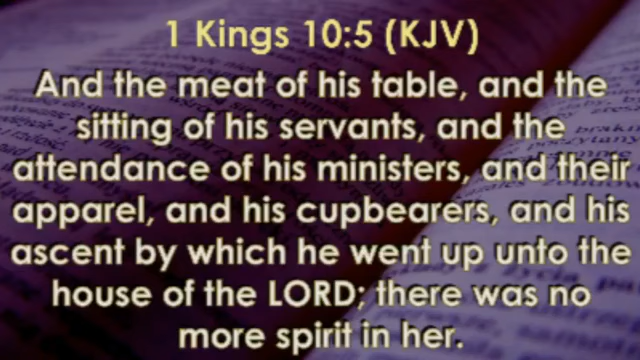 1 Kings 10:5 (KJV)
And the meat of his table, and the
sitting of his servants, and the
attendance of his ministers, and their
apparel, and his cupbearers, and his
ascent by which he went up unto the
house of the LORD; there was no
more spirit in her.